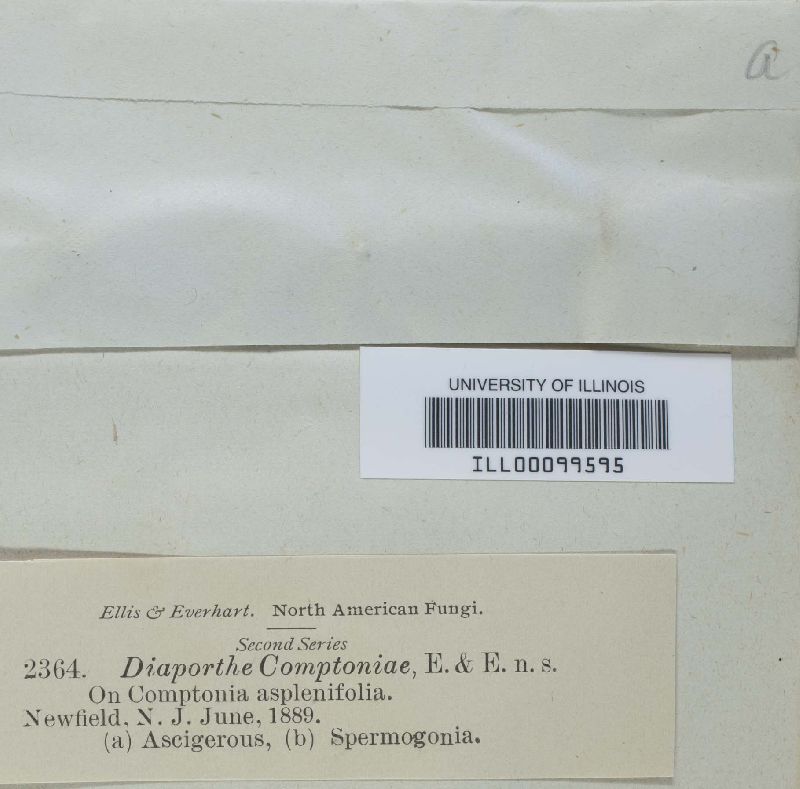 a
UNIVERSITY OF ILLINOIS
ILL00099595
Ellis & Everhart. North American Fungi.
Second Series
2364. Diaporthe Comptoniae, E. & E. n. s.
On Comptonia asplenifolia.
Newfield, N. J. June, 1889.
(a) Ascigerous, (b) Spermogonia.